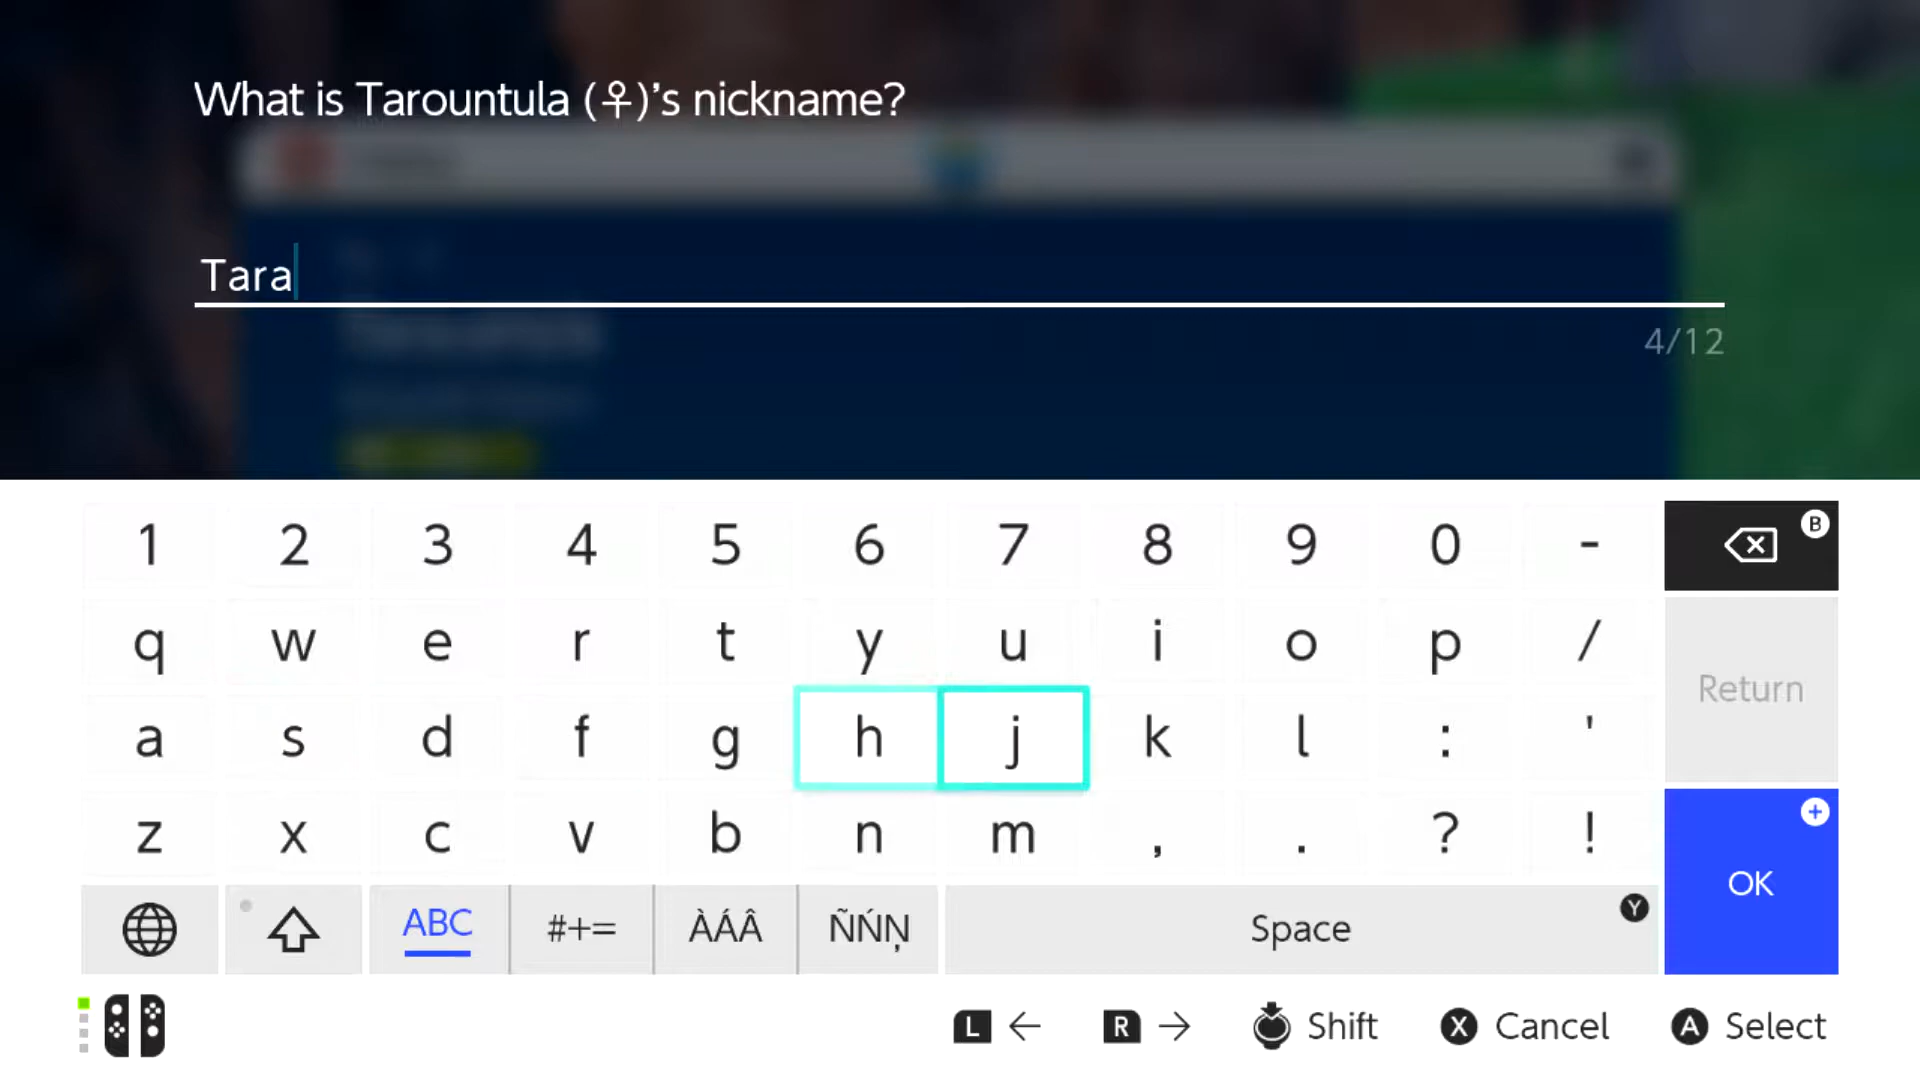 What is Tarountula (♀)'s nickname?
Tara
4/12
1 2 3 4 5 6 7 8 9 0 - B
q w e r t y u i o p /
Return
a s d f g h j k l : '
z x c v b n m , . ? ! +
OK
ABC #+= ÀÁÂ ÑŃŅ Space Y
L ← R → Shift X Cancel A Select